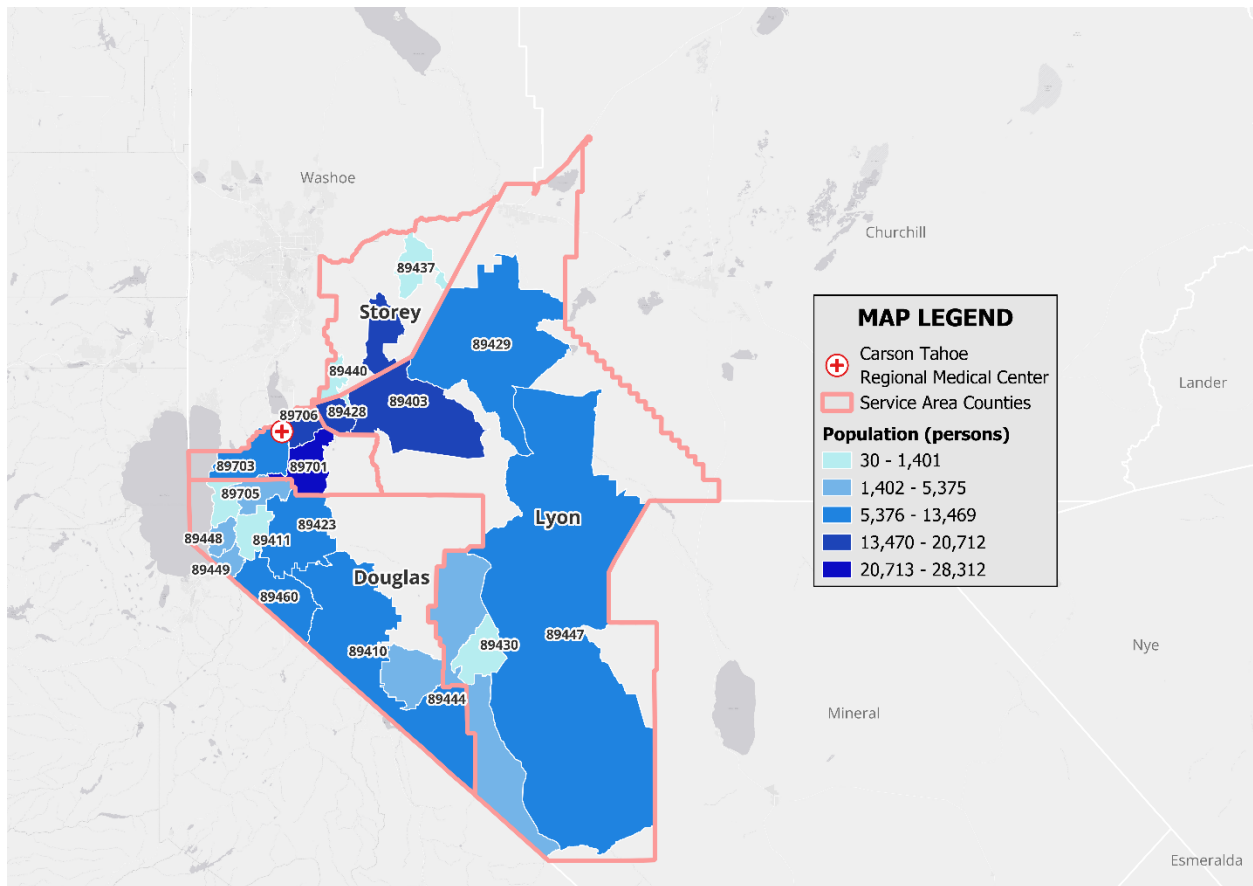 Washoe
Churchill
89437
Storey
89429
MAP LEGEND
Carson Tahoe
Regional Medical Center
Service Area Counties
Population (persons)
30 - 1,401
1,402 - 5,375
5,376 - 13,469
13,470 - 20,712
20,713 - 28,312
89440
Lander
89403
89706
89428
89703
89701
89705
89423
Lyon
89448
89411
89449
Douglas
89460
89447
89430
Nye
89410
89444
Mineral
Esmeralda